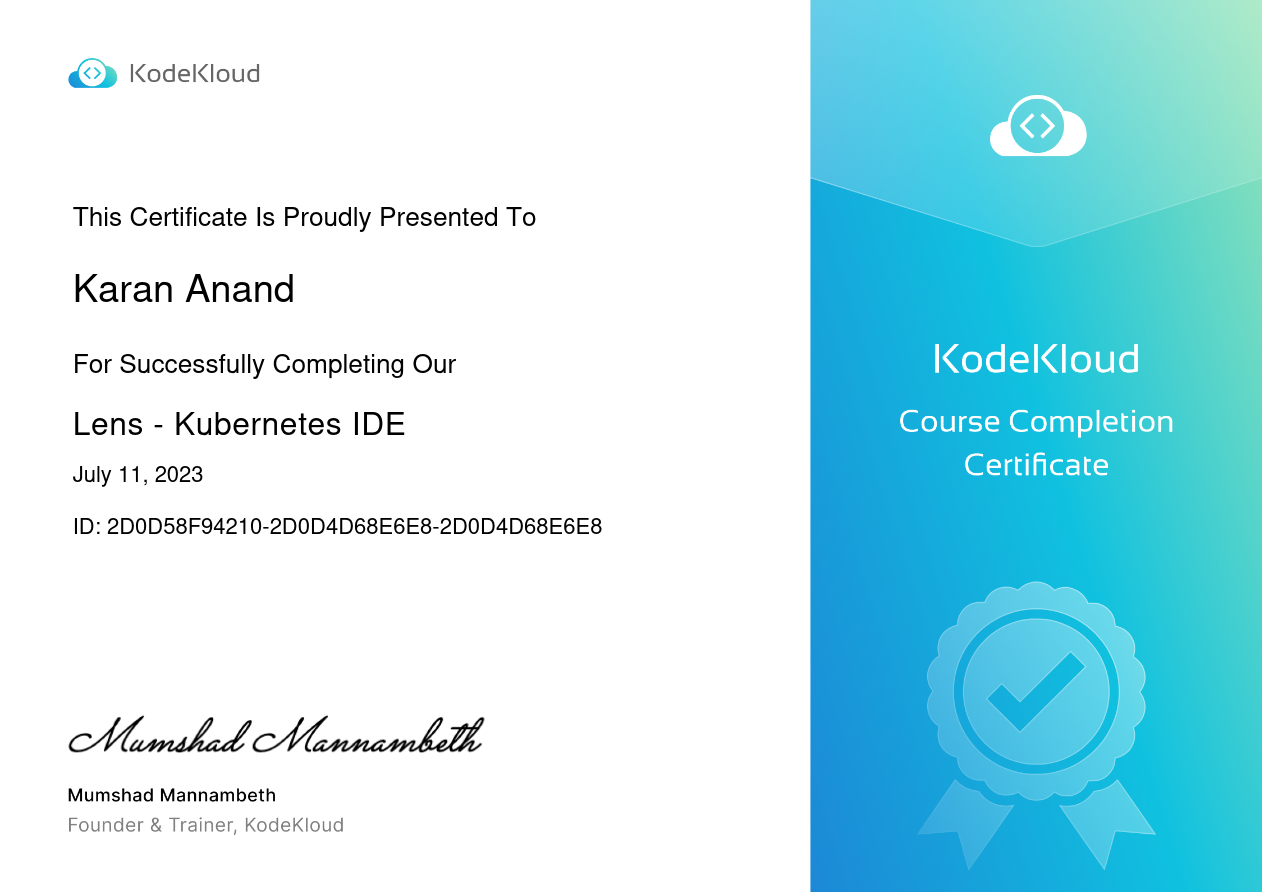 KodeKloud
This Certificate Is Proudly Presented To
Karan Anand
For Successfully Completing Our
Lens - Kubernetes IDE
July 11, 2023
ID: 2D0D58F94210-2D0D4D68E6E8-2D0D4D68E6E8
Mumshad Mannambeth
Mumshad Mannambeth
Founder & Trainer, KodeKloud
KodeKloud
Course Completion
Certificate